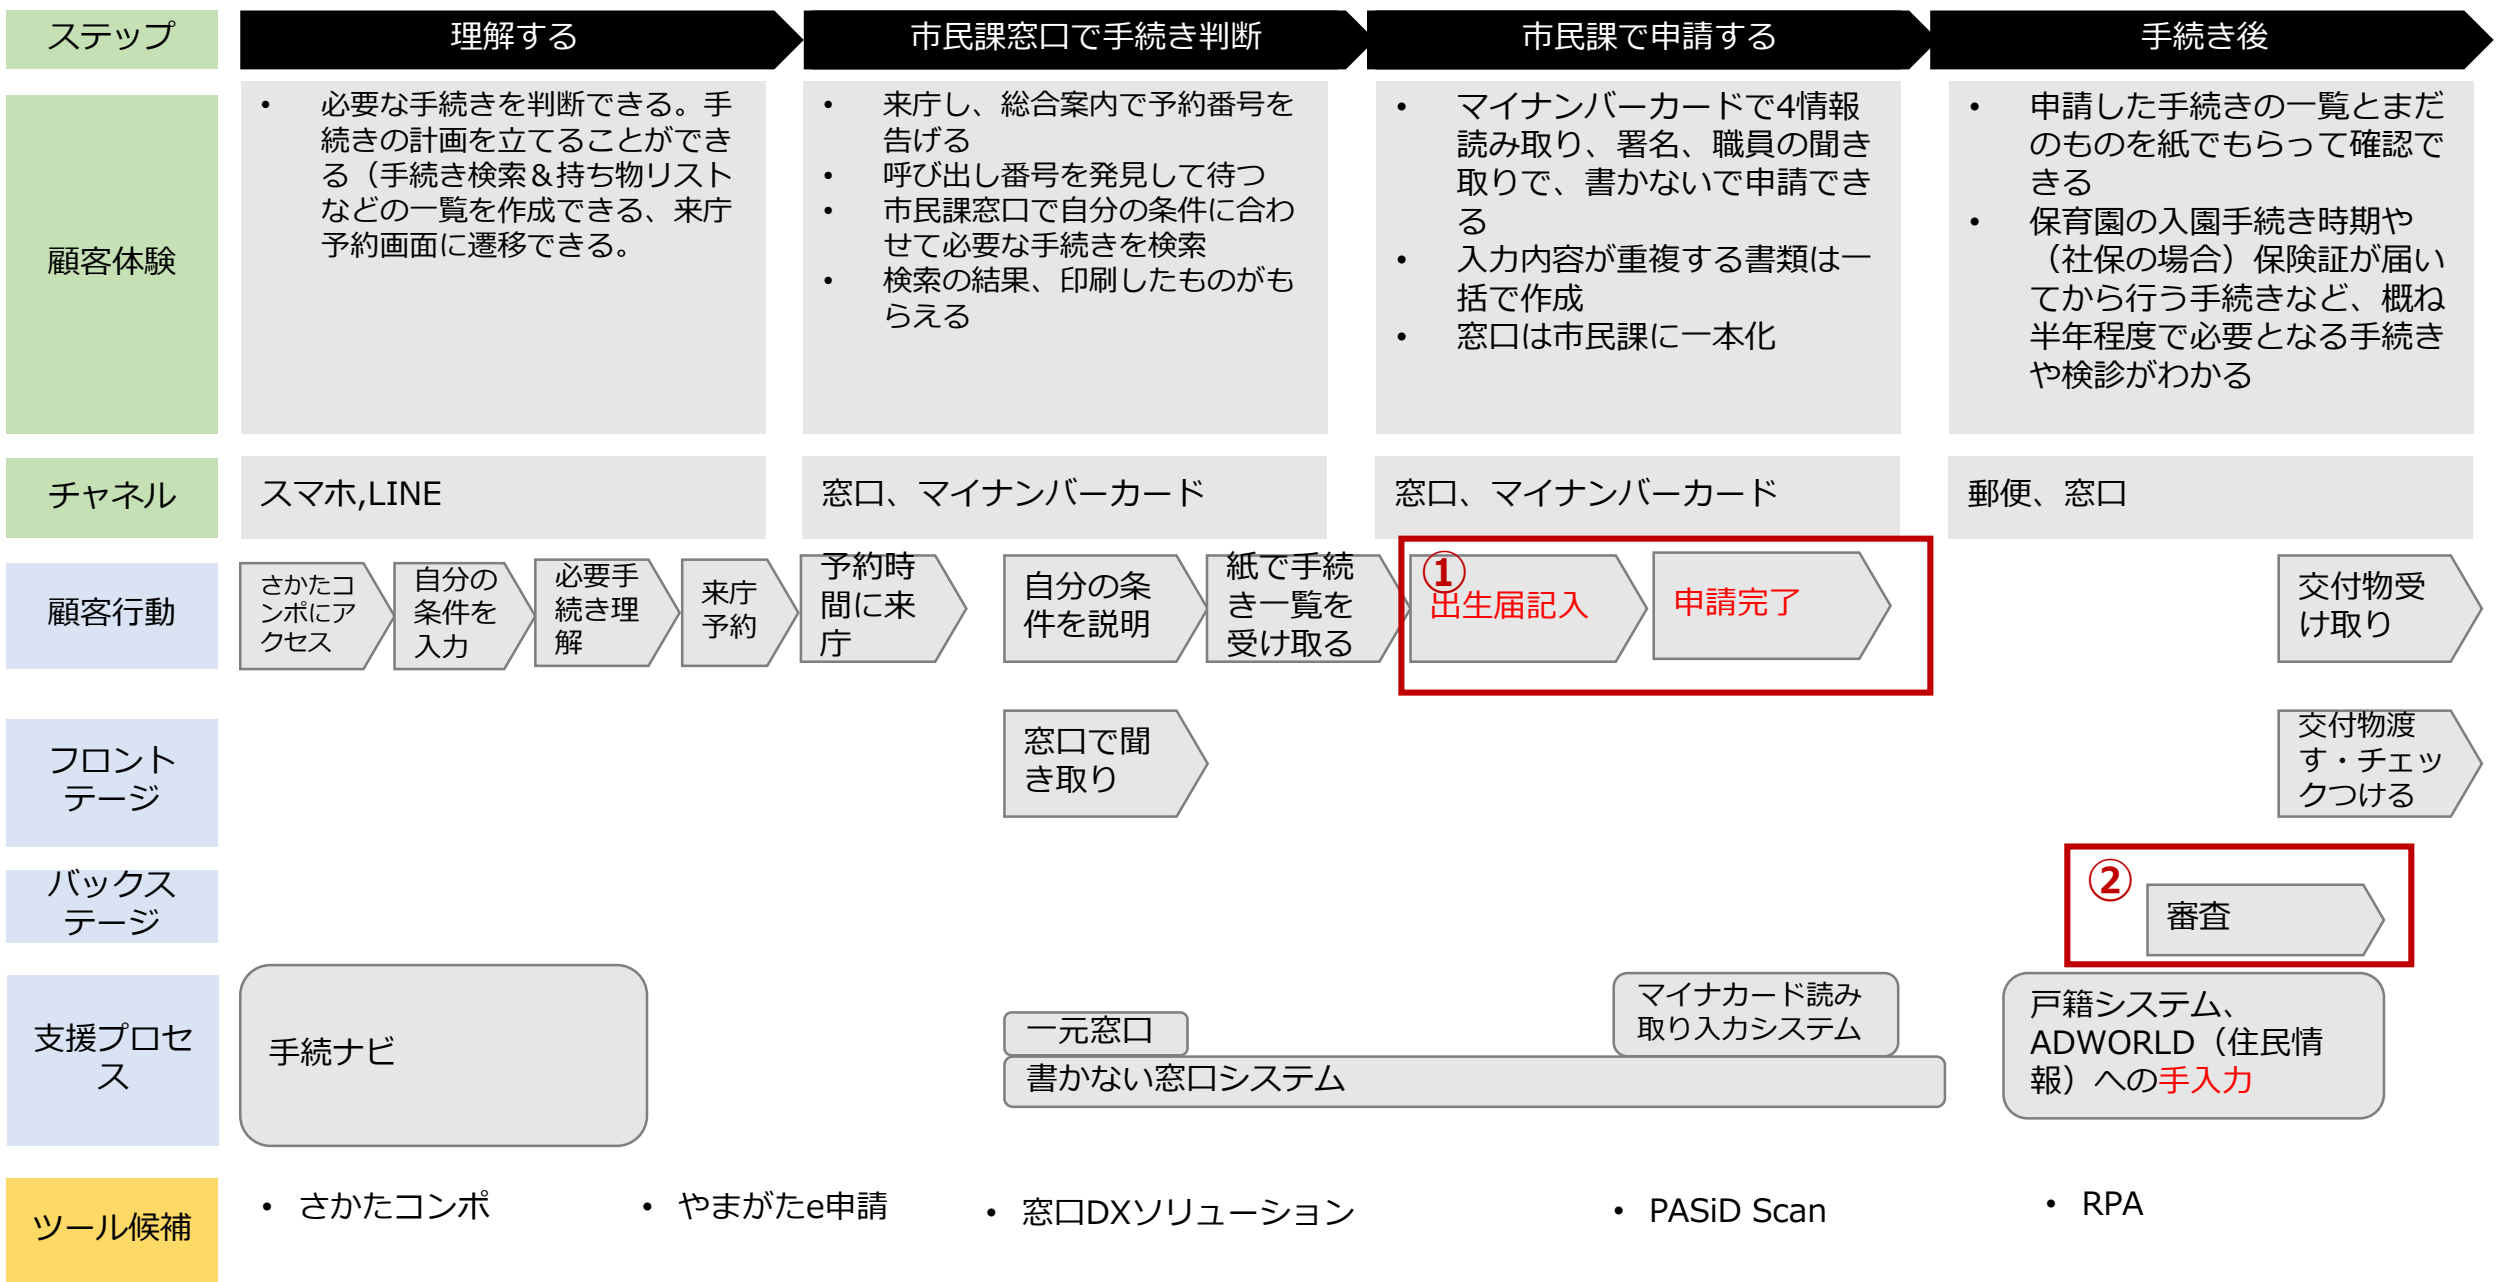 ステップ
理解する
市民課窓口で手続き判断
市民課で申請する
手続き後
顧客体験
• 必要な手続きを判断できる。手
続きの計画を立てることができ
る（手続き検索＆持ち物リスト
などの一覧を作成できる、来庁
予約画面に遷移できる。
• 来庁し、総合案内で予約番号を
告げる
• 呼び出し番号を発見して待つ
• 市民課窓口で自分の条件に合わ
せて必要な手続きを検索
• 検索の結果、印刷したものがも
らえる
• マイナンバーカードで4情報
読み取り、署名、職員の聞き
取りで、書かないで申請でき
る
• 入力内容が重複する書類は一
括で作成
• 窓口は市民課に一本化
• 申請した手続きの一覧とまだ
のものを紙でもらって確認で
きる
• 保育園の入園手続き時期や
（社保の場合）保険証が届い
てから行う手続きなど、概ね
半年程度で必要となる手続き
や検診がわかる
チャネル
スマホ,LINE
窓口、マイナンバーカード
窓口、マイナンバーカード
郵便、窓口
顧客行動
さかたコ
ンポにア
クセス
自分の
条件を
入力
必要手
続き理
解
来庁
予約
予約時
間に来
庁
自分の条
件を説明
紙で手続
き一覧を
受け取る
①
出生届記入
申請完了
交付物受
け取り
フロント
テージ
窓口で聞
き取り
交付物渡
す・チェッ
クつける
バックス
テージ
②
審査
支援プロセ
ス
手続ナビ
一元窓口
書かない窓口システム
マイナカード読み
取り入力システム
戸籍システム、
ADWORLD（住民情
報）への手入力
ツール候補
• さかたコンポ
• やまがたe申請
• 窓口DXソリューション
• PASiD Scan
• RPA